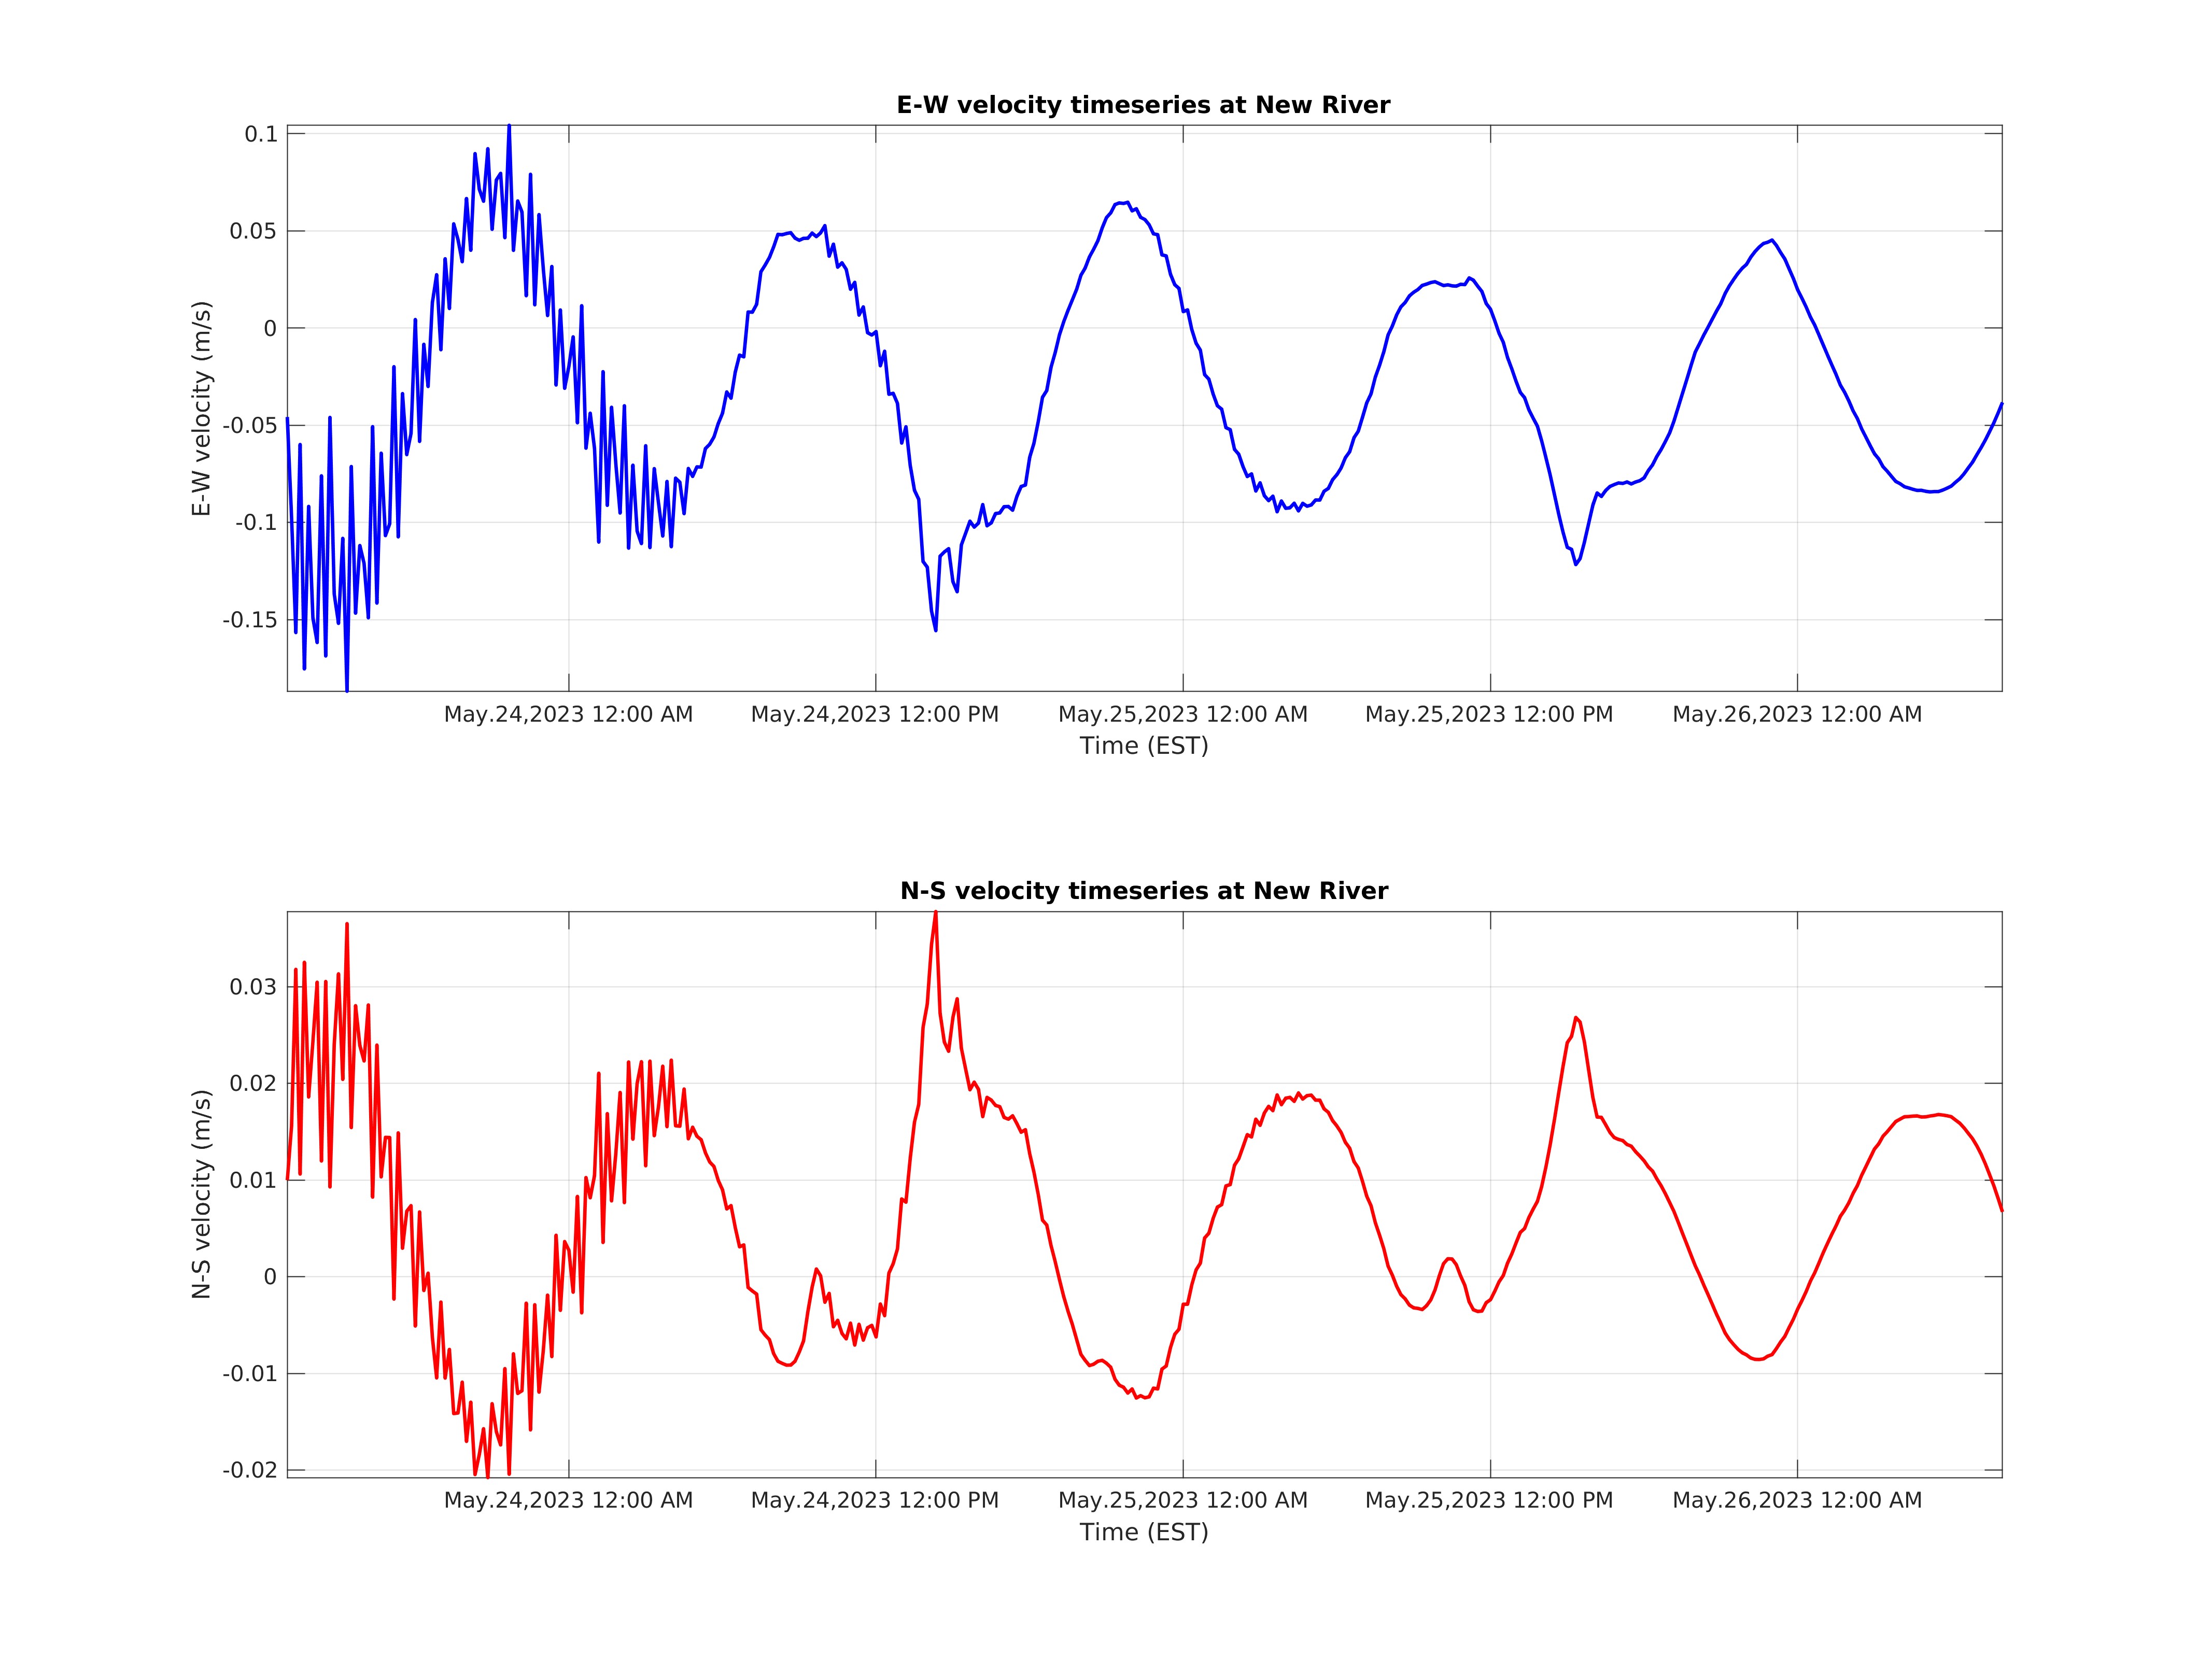 E-W velocity timeseries at New River
0.1
0.05
0
-0.05
-0.1
-0.15
E-W velocity (m/s)
May.24,2023 12:00 AM May.24,2023 12:00 PM May.25,2023 12:00 AM May.25,2023 12:00 PM May.26,2023 12:00 AM
Time (EST)
N-S velocity timeseries at New River
0.03
0.02
0.01
0
-0.01
-0.02
N-S velocity (m/s)
May.24,2023 12:00 AM May.24,2023 12:00 PM May.25,2023 12:00 AM May.25,2023 12:00 PM May.26,2023 12:00 AM
Time (EST)